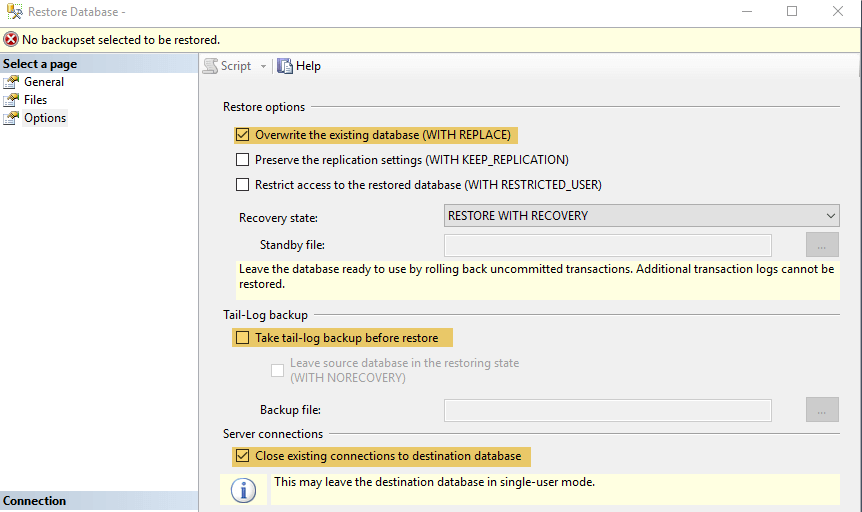 Restore Database -
No backupset selected to be restored.
Select a page
General
Files
Options
Script
Help
Restore options
Overwrite the existing database (WITH REPLACE)
Preserve the replication settings (WITH KEEP_REPLICATION)
Restrict access to the restored database (WITH RESTRICTED_USER)
Recovery state:
RESTORE WITH RECOVERY
Standby file:
...
Leave the database ready to use by rolling back uncommitted transactions. Additional transaction logs cannot be
restored.
Tail-Log backup
Take tail-log backup before restore
Leave source database in the restoring state
(WITH NORECOVERY)
Backup file:
...
Server connections
Close existing connections to destination database
This may leave the destination database in single-user mode.
Connection